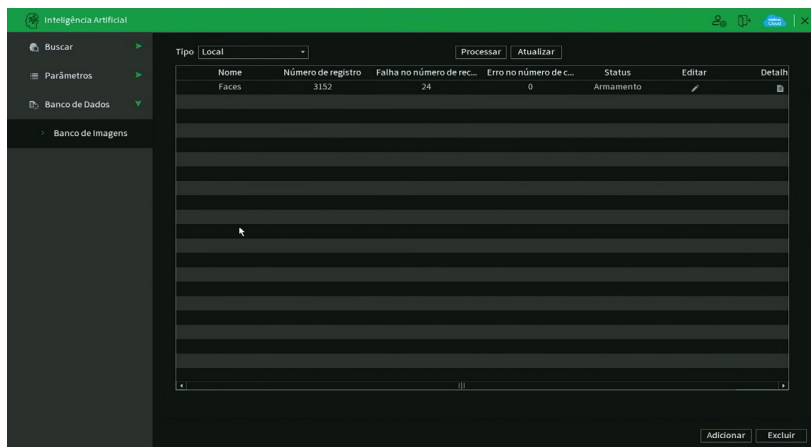 Inteligência Artificial
Buscar
Parâmetros
Banco de Dados
Banco de Imagens
Tipo Local Processar Atualizar
Nome Número de registro Falha no número de rec... Erro no número de c... Status Editar Detalh
Faces 3152 24 0 Armamento
Adicionar Excluir